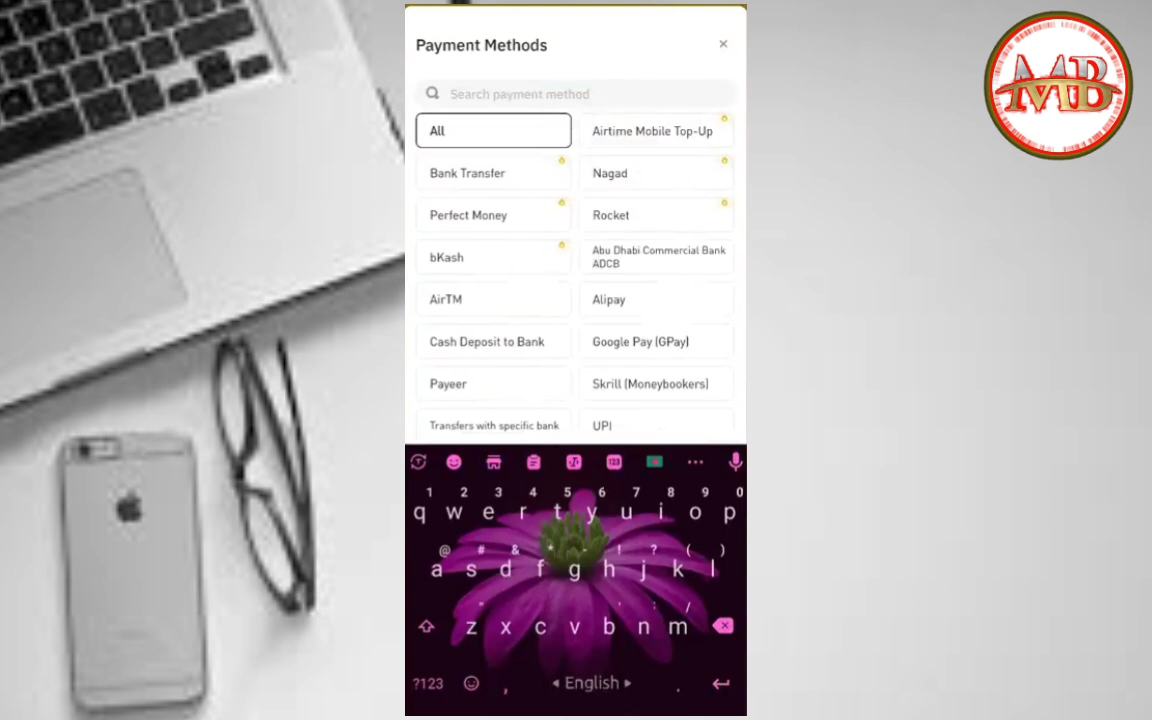 MB
Payment Methods
Search payment method
All
Airtime Mobile Top-Up
Bank Transfer
Nagad
Perfect Money
Rocket
bKash
Abu Dhabi Commercial Bank
ADCB
AirTM
Alipay
Cash Deposit to Bank
Google Pay (GPay)
Payeer
Skrill (Moneybookers)
Transfers with specific bank
UPI
123
1 2 3 4 5 6 7 8 9 0
q w e r t y u i o p
@ # & * - ! ? ( )
a s d f g h j k l
" ' : /
z x c v b n m
?123 , English .